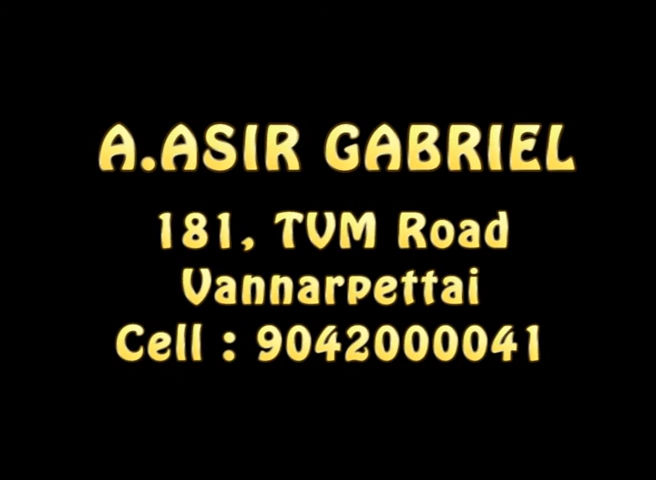 A.ASIR GABRIEL
181, TVM Road
Vannarpettai
Cell : 9042000041